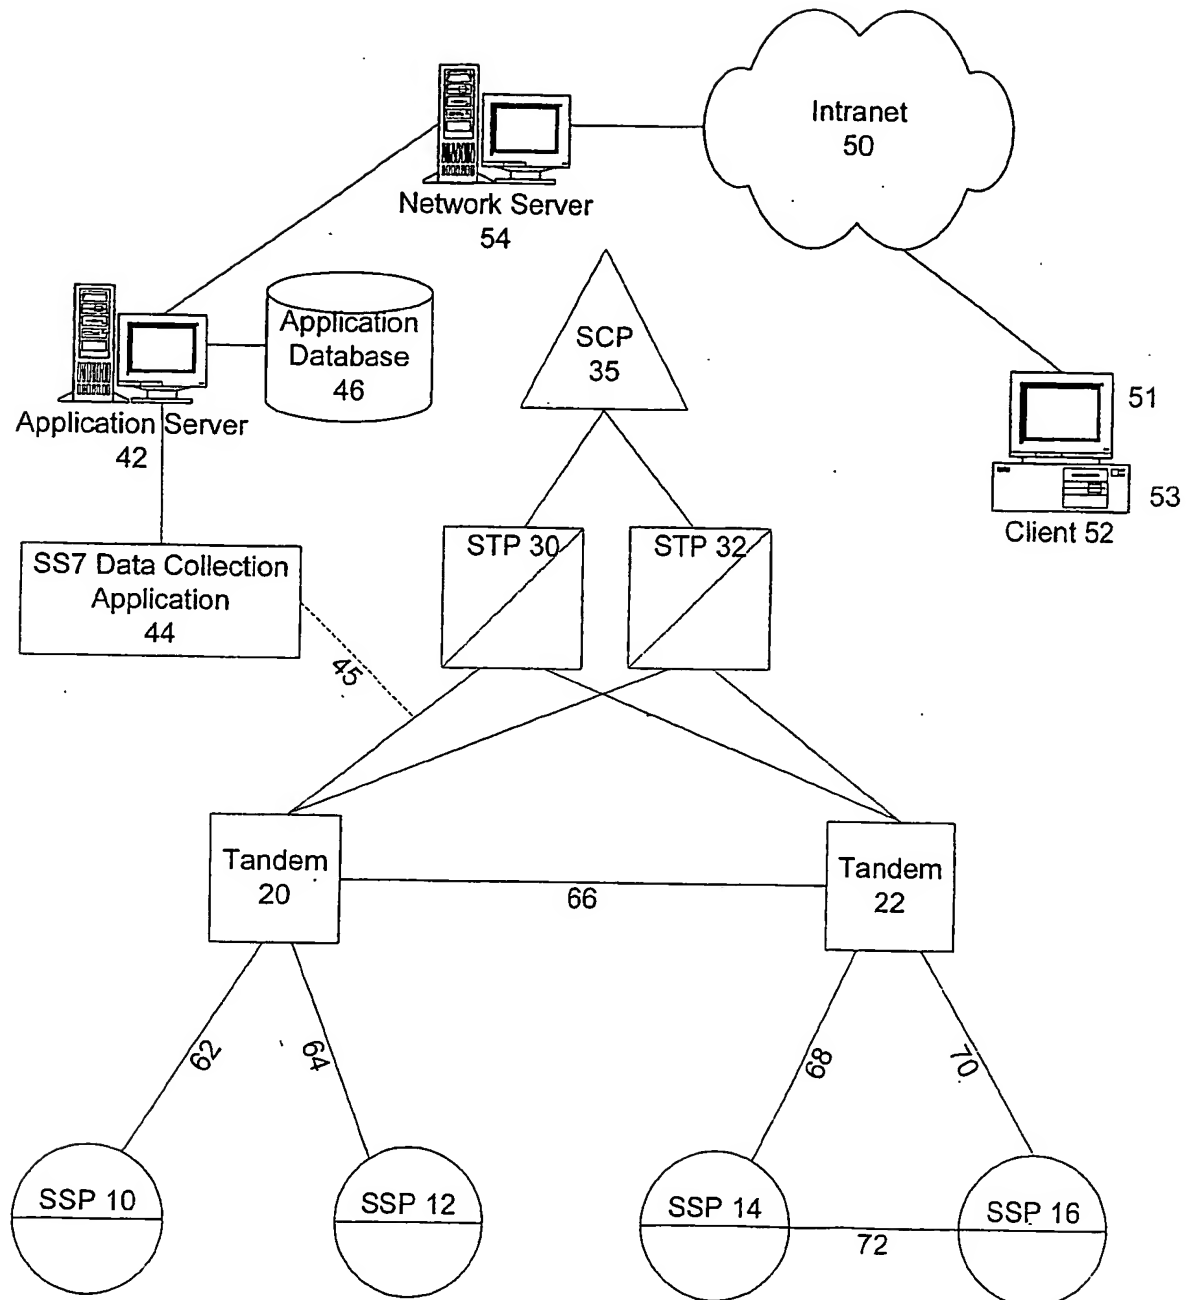 Intranet
50
Network Server
54
Application
Database
46
SCP
35
51
Application Server
42
53
Client 52
STP 30
STP 32
SS7 Data Collection
Application
44
45
Tandem
20
Tandem
22
66
62
64
68
70
SSP 10
SSP 12
SSP 14
SSP 16
72